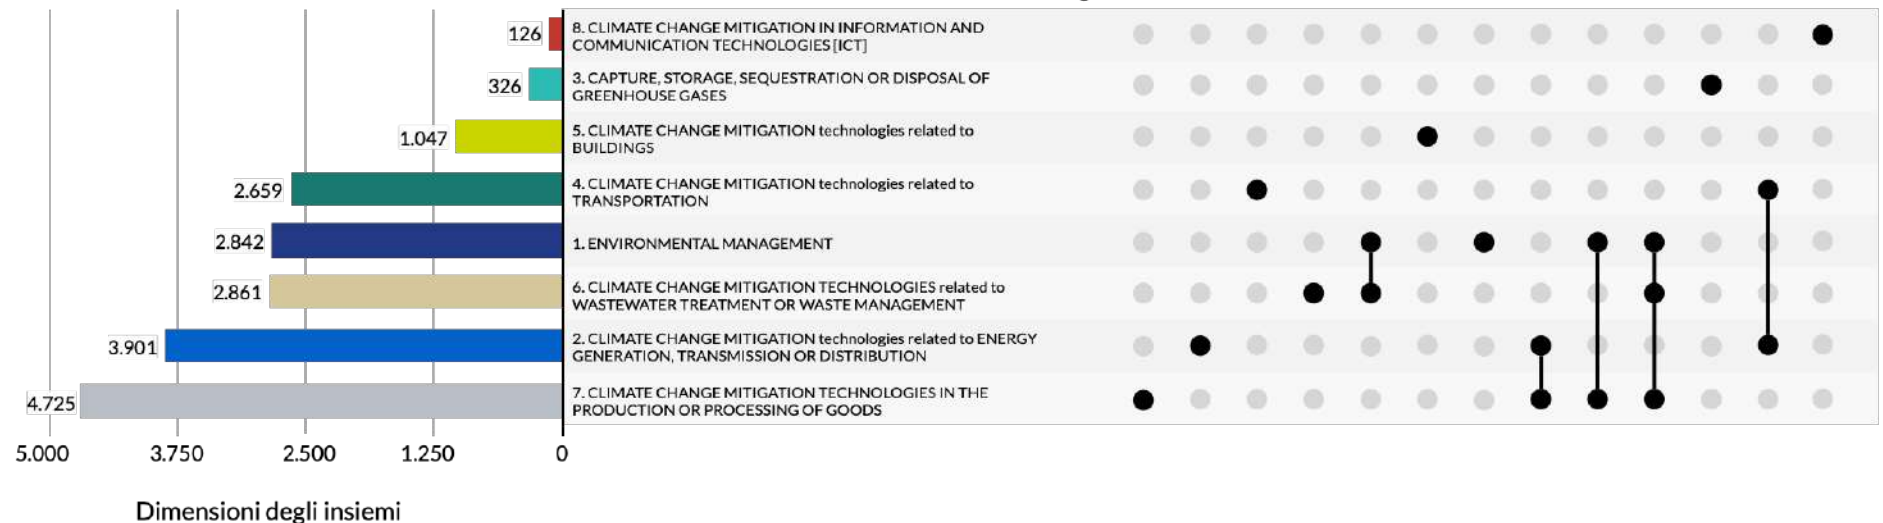 126
8. CLIMATE CHANGE MITIGATION IN INFORMATION AND
COMMUNICATION TECHNOLOGIES [ICT]
326
3. CAPTURE, STORAGE, SEQUESTRATION OR DISPOSAL OF
GREENHOUSE GASES
1.047
5. CLIMATE CHANGE MITIGATION technologies related to
BUILDINGS
2.659
4. CLIMATE CHANGE MITIGATION technologies related to
TRANSPORTATION
2.842
1. ENVIRONMENTAL MANAGEMENT
2.861
6. CLIMATE CHANGE MITIGATION TECHNOLOGIES related to
WASTEWATER TREATMENT OR WASTE MANAGEMENT
3.901
2. CLIMATE CHANGE MITIGATION technologies related to ENERGY
GENERATION, TRANSMISSION OR DISTRIBUTION
4.725
7. CLIMATE CHANGE MITIGATION TECHNOLOGIES IN THE
PRODUCTION OR PROCESSING OF GOODS
5.000 3.750 2.500 1.250 0
Dimensioni degli insiemi